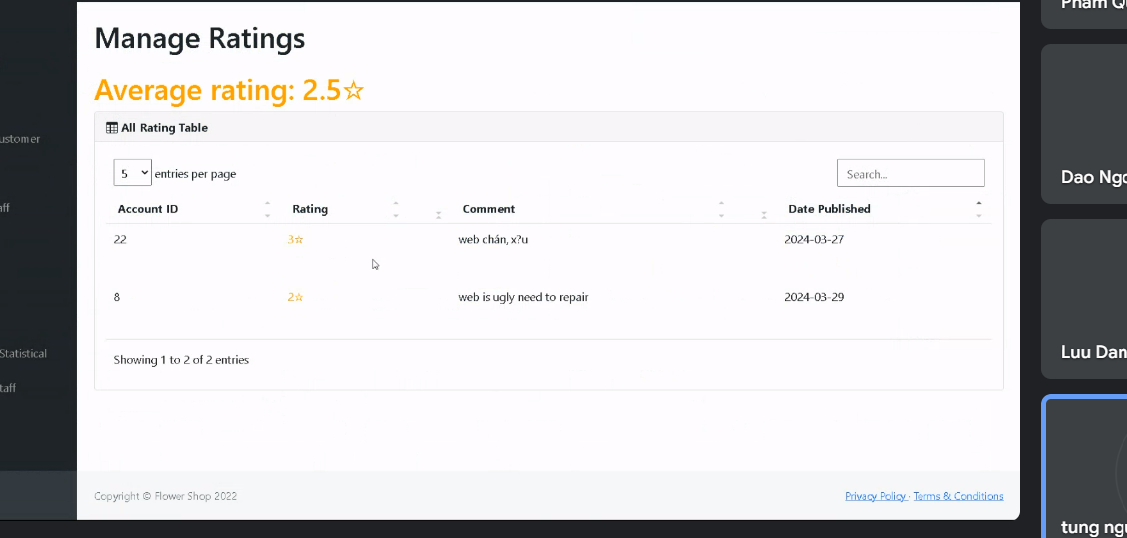 Manage Ratings
Average rating: 2.5☆
All Rating Table
5 entries per page
Search...
Account ID Rating Comment Date Published
22 3☆ web chán, x?u 2024-03-27
8 2☆ web is ugly need to repair 2024-03-29
Showing 1 to 2 of 2 entries
Copyright © Flower Shop 2022
Privacy Policy · Terms & Conditions
ustomer
aff
Statistical
taff
Pham Qu
Dao Ngo
Luu Dam
tung ngu